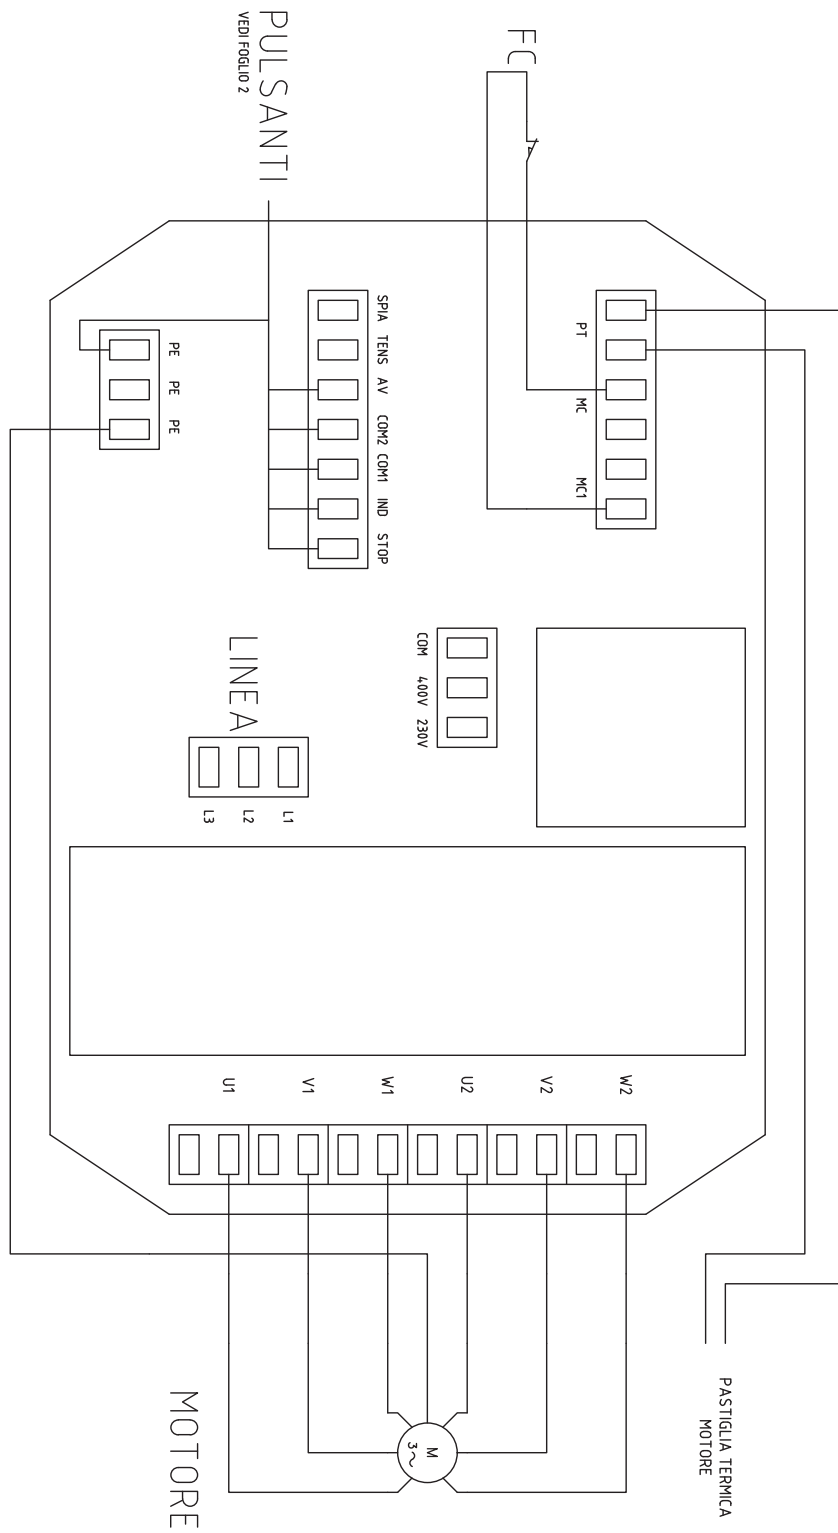 PULSANTI
VEDI FOGLIO 2
FC
SPIA TENS AV COM2 COM1 IND STOP
PT MC MC1
PE PE PE
COM 400V 230V
LINEA
L1
L2
L3
U1
V1
W1
U2
V2
W2
M
3~
MOTORE
PASTIGLIA TERMICA
MOTORE